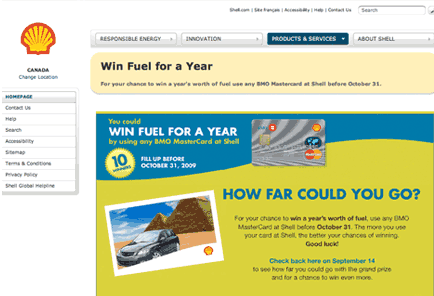 Shell.com | Site Français | Accessibility | Help | Contact Us
Search
RESPONSIBLE ENERGY
INNOVATION
PRODUCTS & SERVICES
ABOUT SHELL
CANADA
Change Location
HOMEPAGE
Contact Us
Help
Search
Accessibility
Sitemap
Terms & Conditions
Privacy Policy
Shell Global Helpline
Win Fuel for a Year
For your chance to win a year's worth of fuel use any BMO Mastercard at Shell before October 31.
You could
WIN FUEL FOR A YEAR
by using any BMO MasterCard at Shell
10
WINNERS
FILL UP BEFORE
OCTOBER 31, 2009
MasterCard
HOW FAR COULD YOU GO?
For your chance to win a year's worth of fuel, use any BMO
MasterCard at Shell before October 31. The more you use
your card at Shell, the better your chances of winning.
Good luck!
Check back here on September 14
to see how far you could go with the grand prize
and for a chance to win even more.